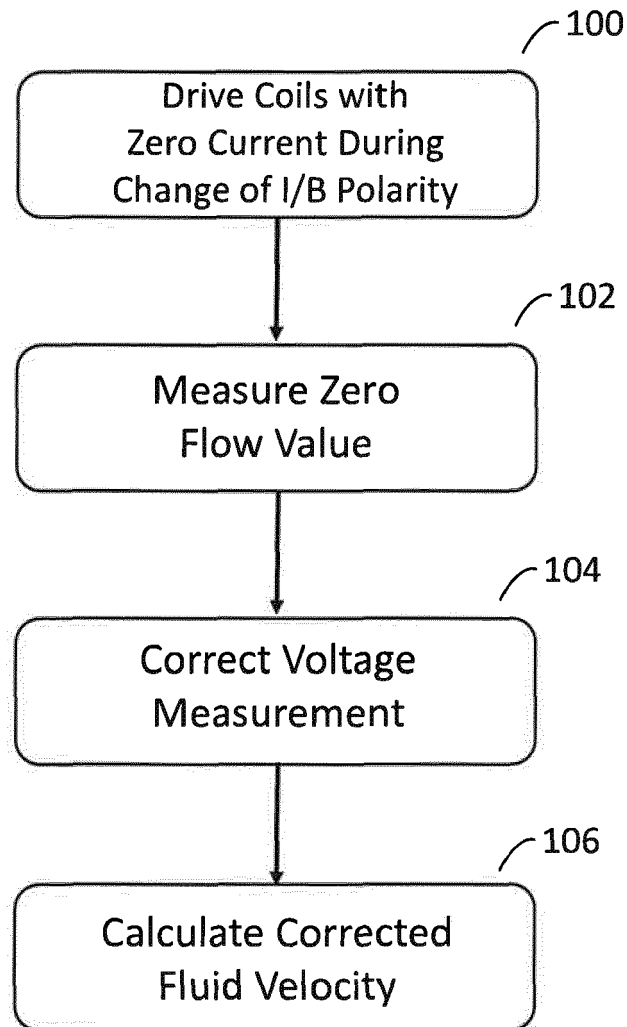 100
Drive Coils with
Zero Current During
Change of I/B Polarity
102
Measure Zero
Flow Value
104
Correct Voltage
Measurement
106
Calculate Corrected
Fluid Velocity